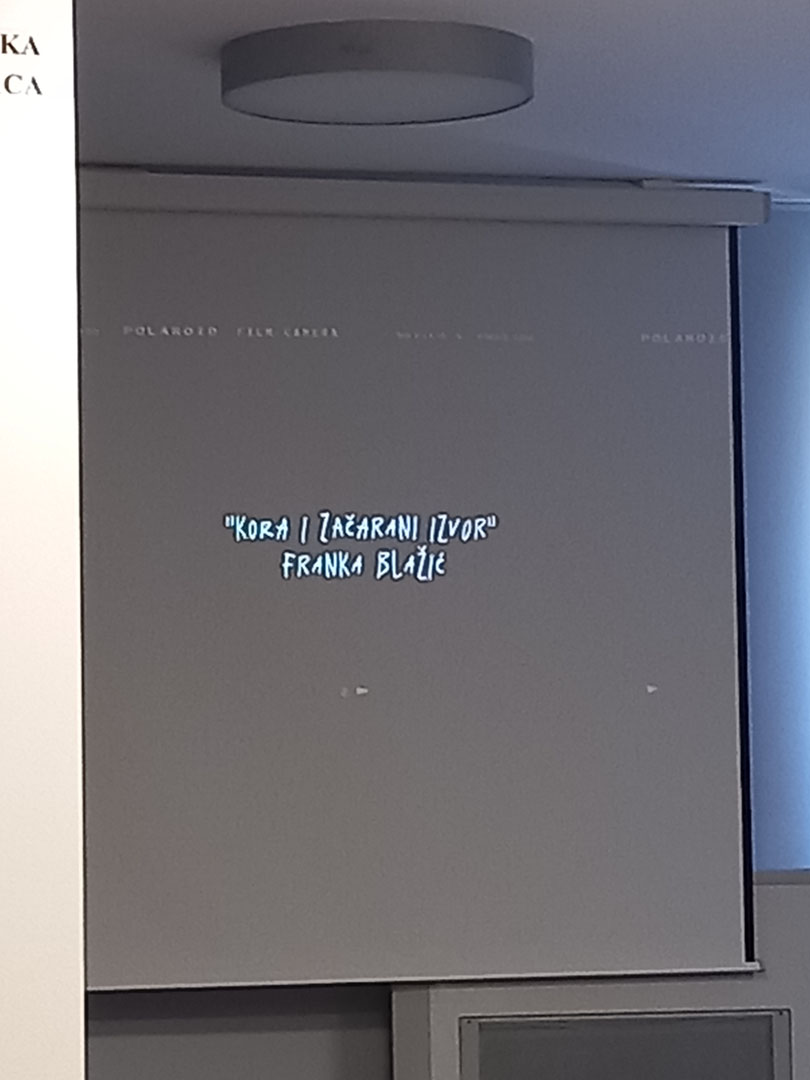 KA
CA
POLAROID FILM CAMERA
POLAROID
"KORA I ZAČARANI IZVOR"
FRANKA BLAŽIĆ